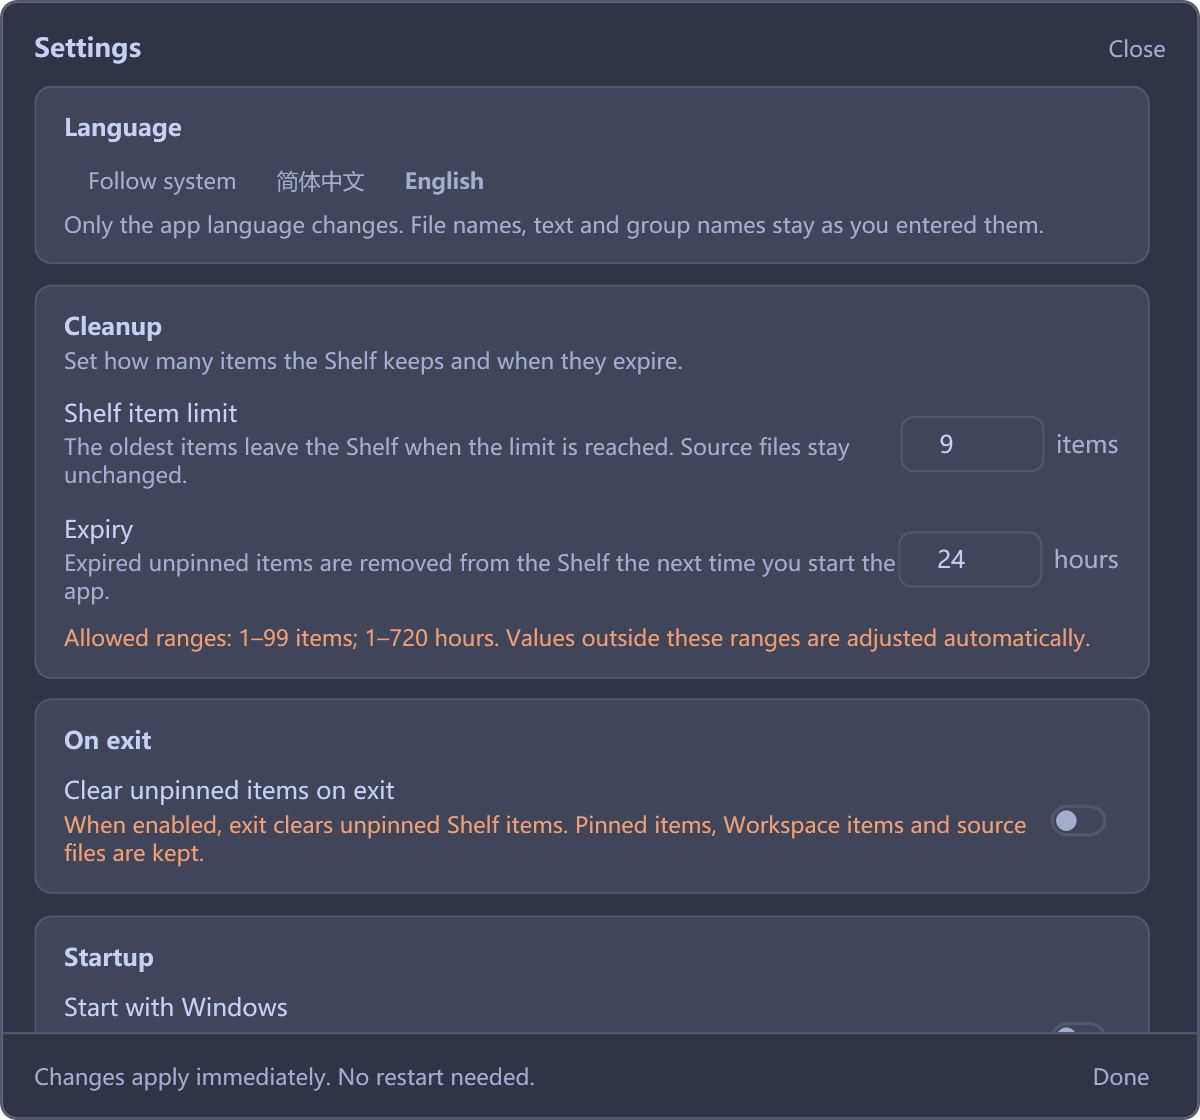 Settings
Close
Language
Follow system 简体中文 English
Only the app language changes. File names, text and group names stay as you entered them.
Cleanup
Set how many items the Shelf keeps and when they expire.
Shelf item limit
The oldest items leave the Shelf when the limit is reached. Source files stay
unchanged.
9 items
Expiry
Expired unpinned items are removed from the Shelf the next time you start the
app.
24 hours
Allowed ranges: 1–99 items; 1–720 hours. Values outside these ranges are adjusted automatically.
On exit
Clear unpinned items on exit
When enabled, exit clears unpinned Shelf items. Pinned items, Workspace items and source
files are kept.
Startup
Start with Windows
Changes apply immediately. No restart needed.
Done